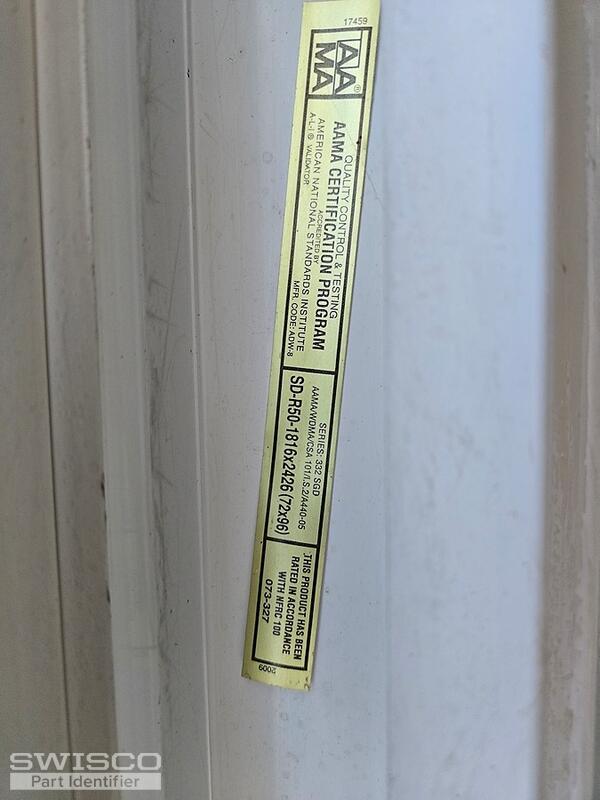 17459
AAMA®
QUALITY CONTROL & TESTING
AAMA CERTIFICATION PROGRAM
ACCREDITED BY
AMERICAN NATIONAL STANDARDS INSTITUTE
A-L-I ® VALIDATOR
MFR. CODE: ADW-8
SERIES: 332 SGD
AAMA/WDMA/CSA 101/I.S.2/A440-05
SD-R50-1816x2426 (72x96)
THIS PRODUCT HAS BEEN
RATED IN ACCORDANCE
WITH NFRC 100
073-327
2009
SWISCO
Part Identifier